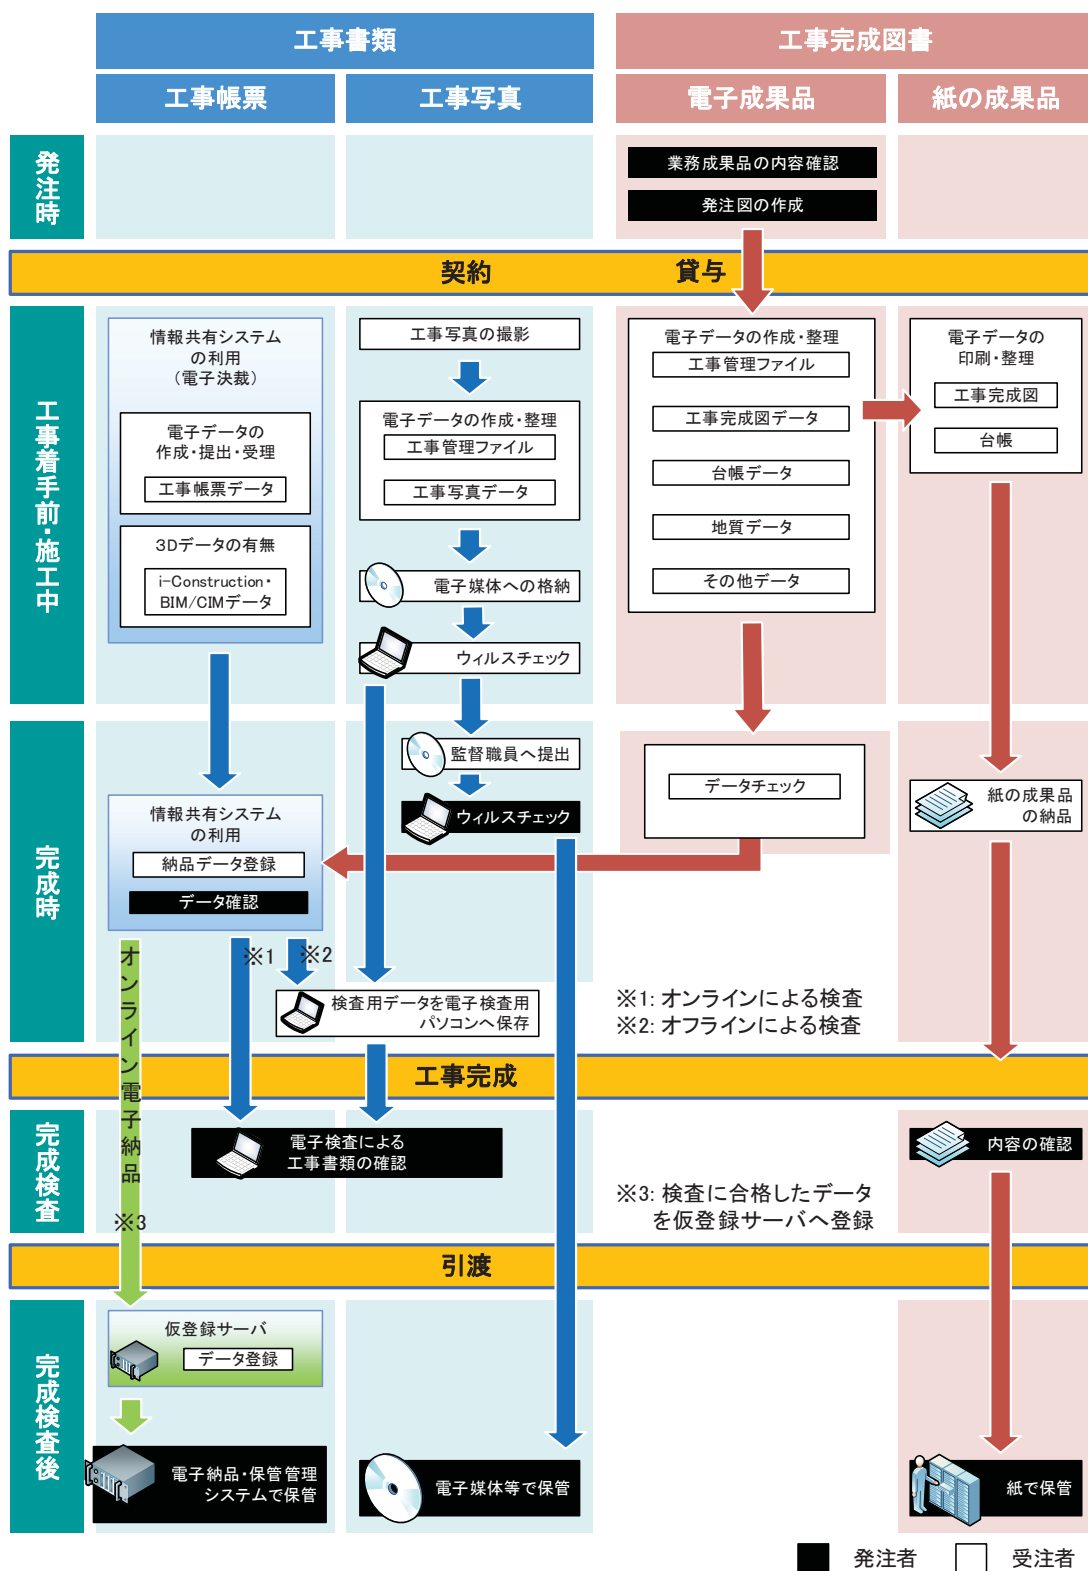 工事書類
工事完成図書
工事帳票
工事写真
電子成果品
紙の成果品
発注時
業務成果品の内容確認
発注図の作成
契約
貸与
工事着手前・施工中
情報共有システム
の利用
（電子決裁）
電子データの
作成・提出・受理
工事帳票データ
3Dデータの有無
i-Construction・
BIM/CIMデータ
工事写真の撮影
電子データの作成・整理
工事管理ファイル
工事写真データ
電子媒体への格納
ウィルスチェック
電子データの作成・整理
工事管理ファイル
工事完成図データ
台帳データ
地質データ
その他データ
電子データの
印刷・整理
工事完成図
台帳
完成時
監督職員へ提出
ウィルスチェック
データチェック
紙の成果品
の納品
情報共有システム
の利用
納品データ登録
データ確認
オンライン電子納品
※1
※2
検査用データを電子検査用
パソコンへ保存
※1: オンラインによる検査
※2: オフラインによる検査
工事完成
完成検査
電子検査による
工事書類の確認
内容の確認
※3
※3: 検査に合格したデータ
を仮登録サーバへ登録
引渡
完成検査後
仮登録サーバ
データ登録
電子納品・保管管理
システムで保管
電子媒体等で保管
紙で保管
発注者
受注者